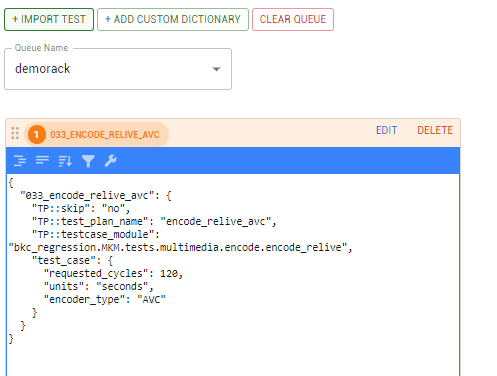 + IMPORT TEST
+ ADD CUSTOM DICTIONARY
CLEAR QUEUE
Queue Name
demorack
1 033_ENCODE_RELIVE_AVC
EDIT
DELETE
{
  "033_encode_relive_avc": {
    "TP::skip": "no",
    "TP::test_plan_name": "encode_relive_avc",
    "TP::testcase_module":
"bkc_regression.MKM.tests.multimedia.encode.encode_relive",
    "test_case": {
      "requested_cycles": 120,
      "units": "seconds",
      "encoder_type": "AVC"
    }
  }
}